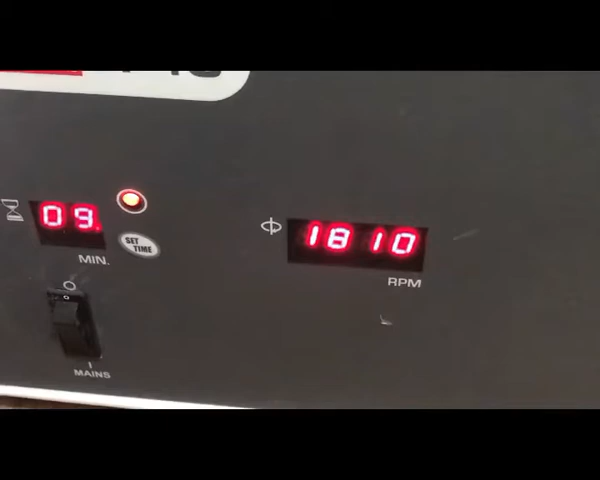 09.
SET
TIME
MIN.
1810
RPM
O
I
MAINS